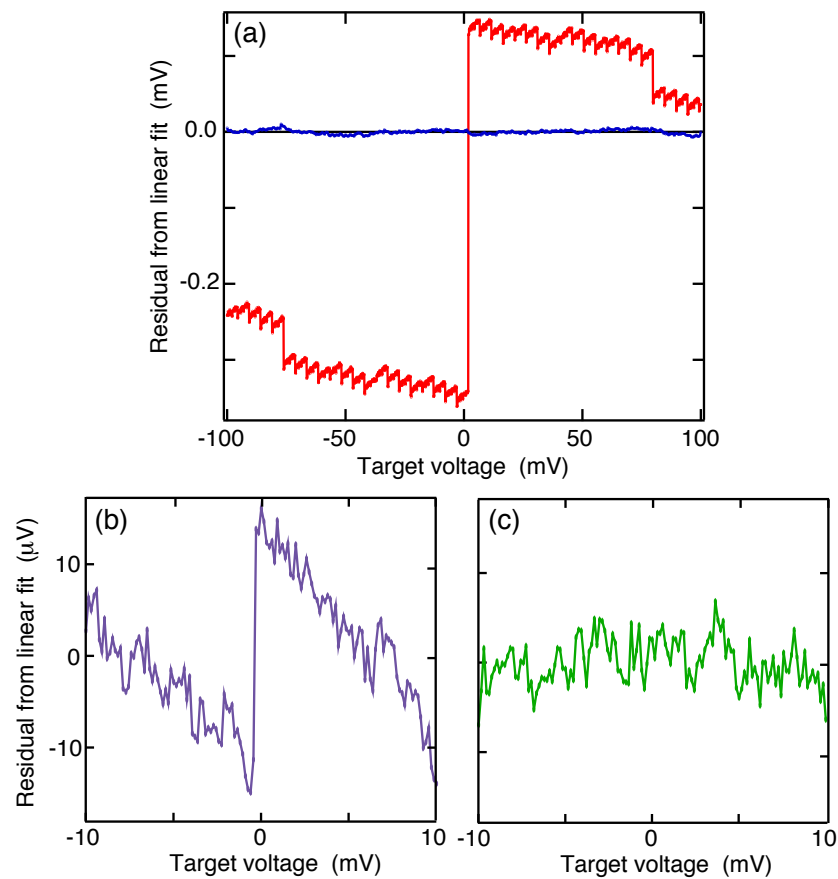 (a)
Residual from linear fit (mV)
0.0
-0.2
-100
-50
0
50
100
Target voltage (mV)
(b)
Residual from linear fit (μV)
10
0
-10
-10
0
10
Target voltage (mV)
(c)
-10
0
10
Target voltage (mV)